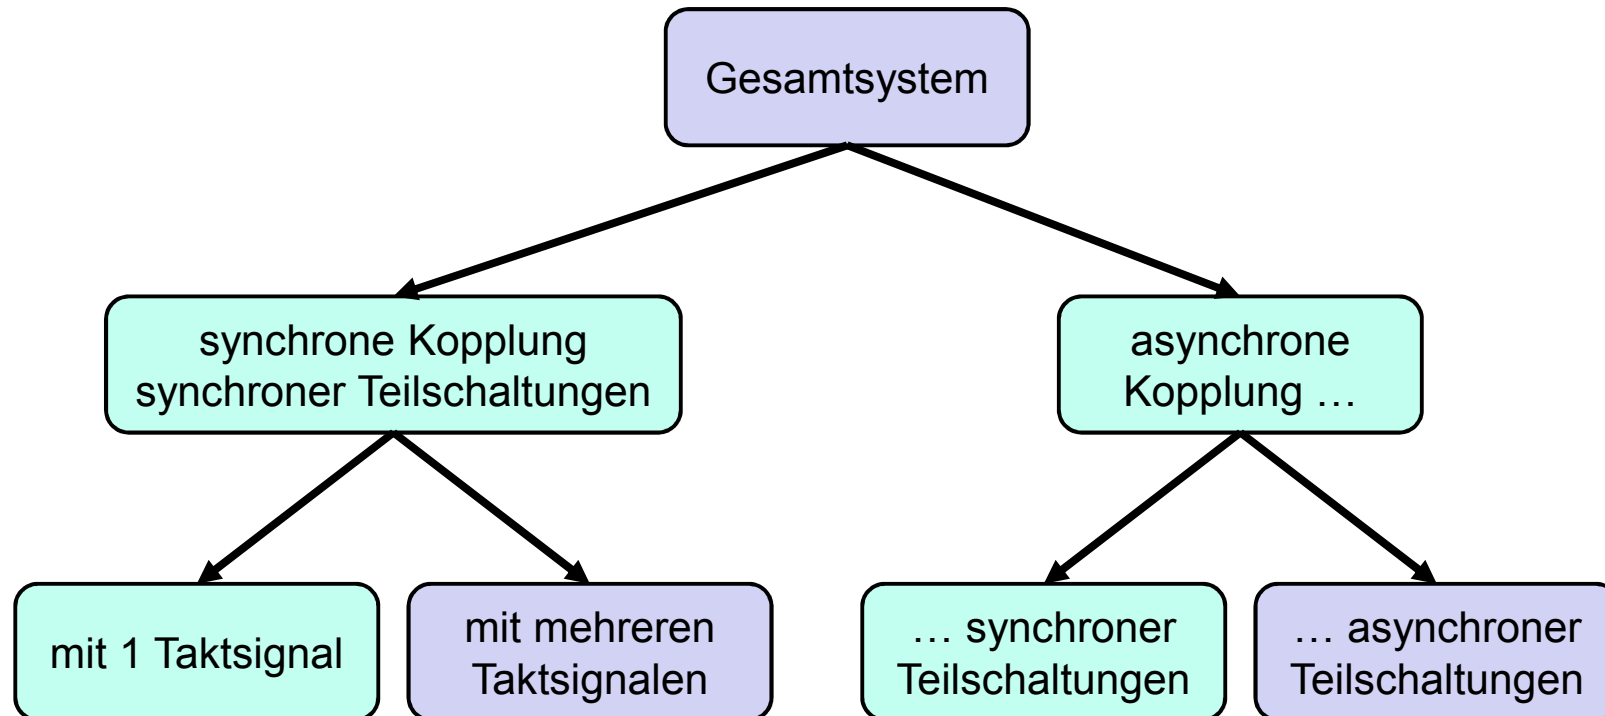 Gesamtsystem
synchrone Kopplung
synchroner Teilschaltungen
asynchrone
Kopplung …
mit 1 Taktsignal
mit mehreren
Taktsignalen
… synchroner
Teilschaltungen
… asynchroner
Teilschaltungen